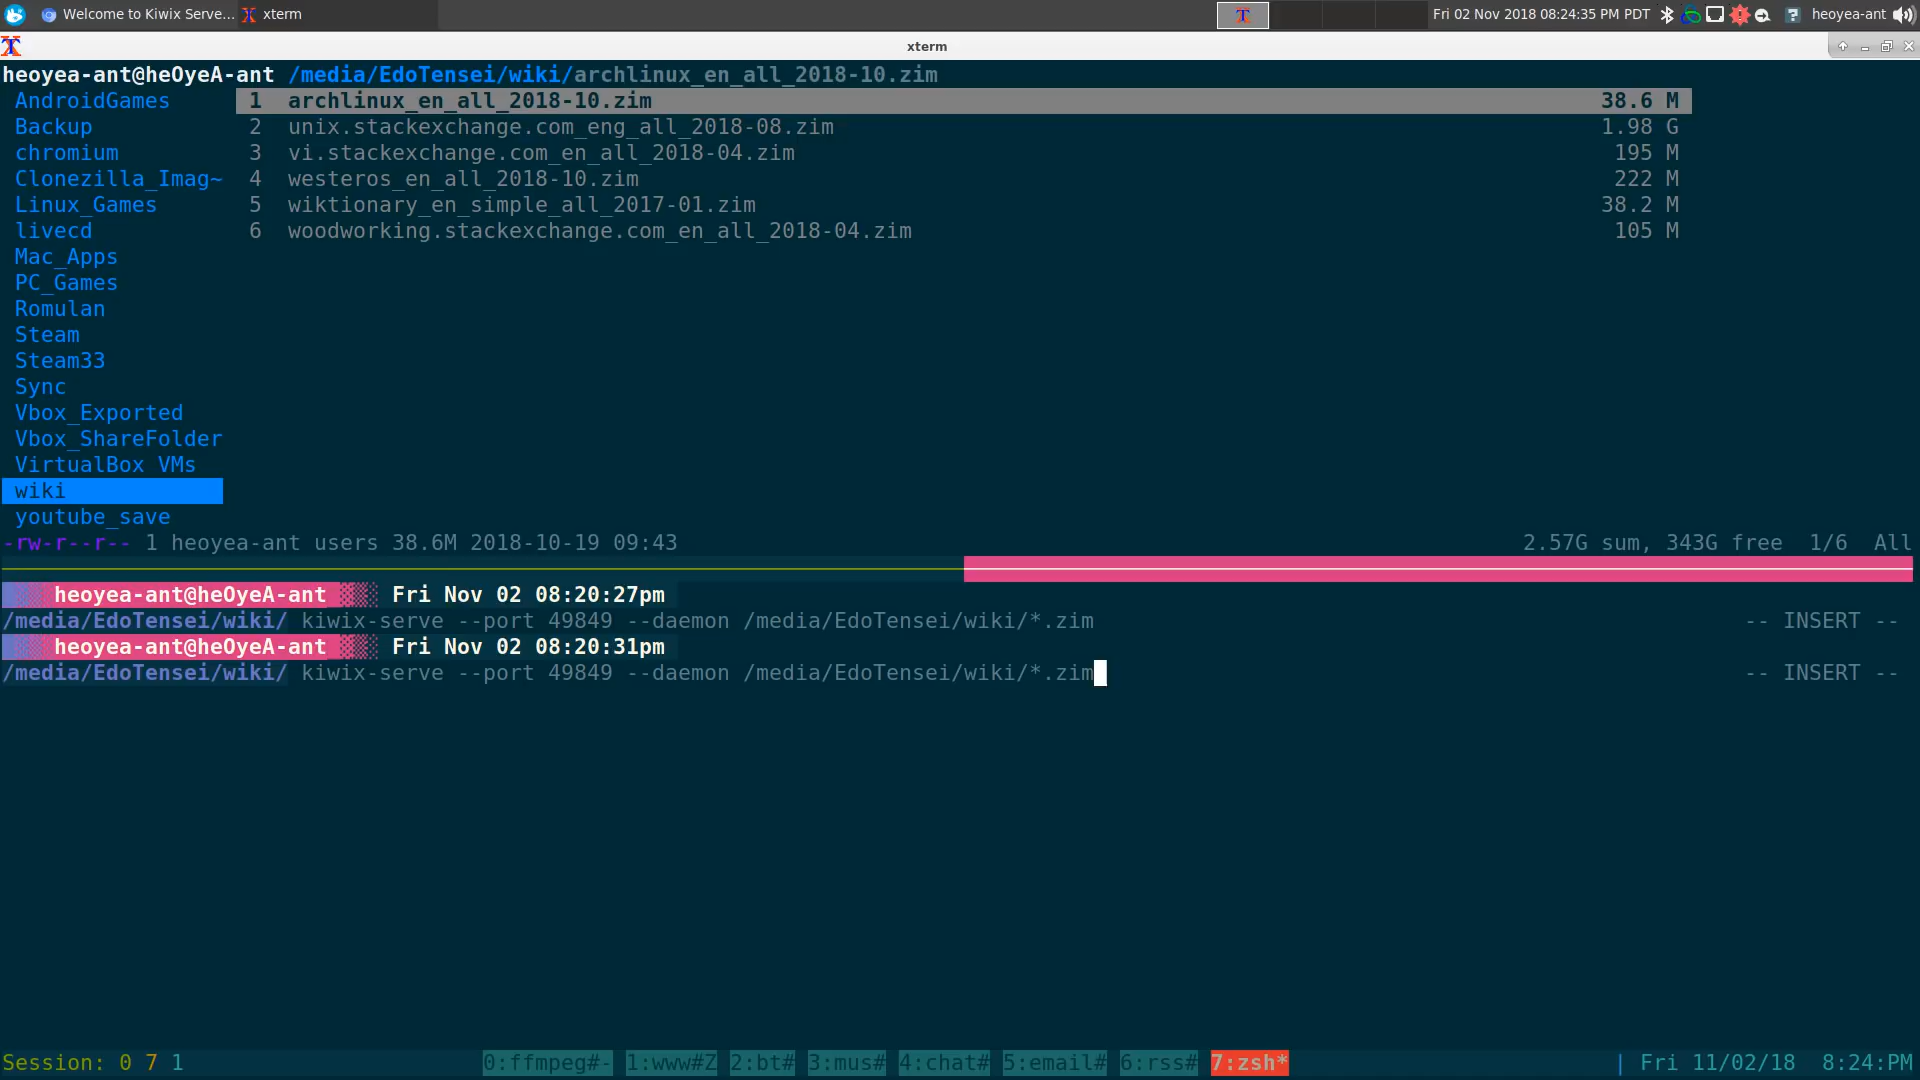 Welcome to Kiwix Serve... xterm Fri 02 Nov 2018 08:24:35 PM PDT heoyea-ant
xterm
heoyea-ant@heOyeA-ant /media/EdoTensei/wiki/archlinux_en_all_2018-10.zim
AndroidGames 1 archlinux_en_all_2018-10.zim 38.6 M
Backup 2 unix.stackexchange.com_eng_all_2018-08.zim 1.98 G
chromium 3 vi.stackexchange.com_en_all_2018-04.zim 195 M
Clonezilla_Imag~ 4 westeros_en_all_2018-10.zim 222 M
Linux_Games 5 wiktionary_en_simple_all_2017-01.zim 38.2 M
livecd 6 woodworking.stackexchange.com_en_all_2018-04.zim 105 M
Mac_Apps
PC_Games
Romulan
Steam
Steam33
Sync
Vbox_Exported
Vbox_ShareFolder
VirtualBox VMs
wiki
youtube_save
-rw-r--r-- 1 heoyea-ant users 38.6M 2018-10-19 09:43 2.57G sum, 343G free 1/6 All
heoyea-ant@heOyeA-ant Fri Nov 02 08:20:27pm
/media/EdoTensei/wiki/ kiwix-serve --port 49849 --daemon /media/EdoTensei/wiki/*.zim -- INSERT --
heoyea-ant@heOyeA-ant Fri Nov 02 08:20:31pm
/media/EdoTensei/wiki/ kiwix-serve --port 49849 --daemon /media/EdoTensei/wiki/*.zim -- INSERT --
Session: 0 7 1 0:ffmpeg#- 1:www#Z 2:bt# 3:mus# 4:chat# 5:email# 6:rss# 7:zsh* | Fri 11/02/18 8:24:PM